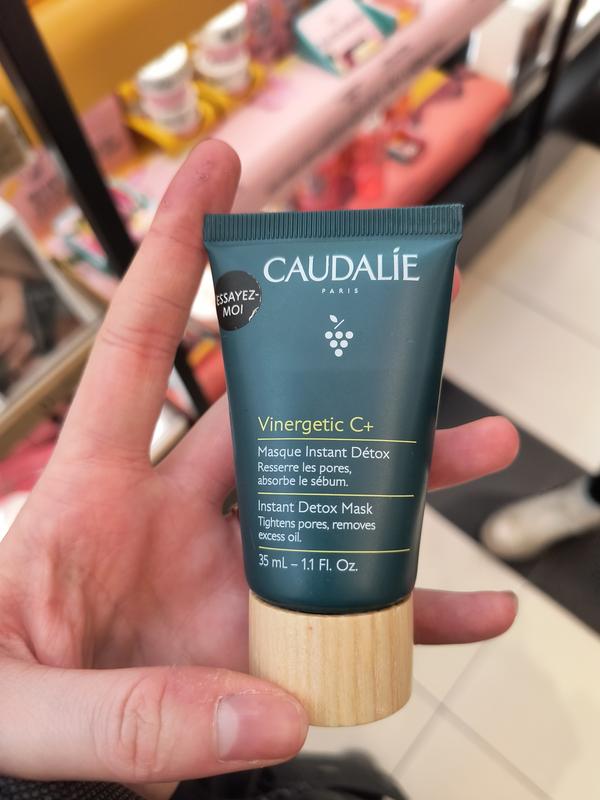 CAUDALÍE
PARIS
ESSAYEZ-
MOI
Vinergetic C+
Masque Instant Détox
Resserre les pores,
absorbe le sébum.
Instant Detox Mask
Tightens pores, removes
excess oil.
35 mL – 1.1 Fl. Oz.